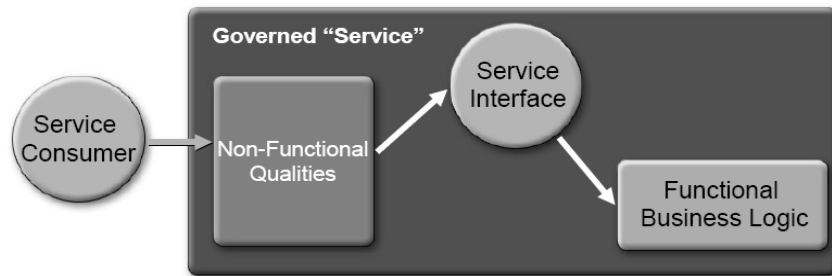 Governed “Service”
Service
Consumer
Non-Functional
Qualities
Service
Interface
Functional
Business Logic